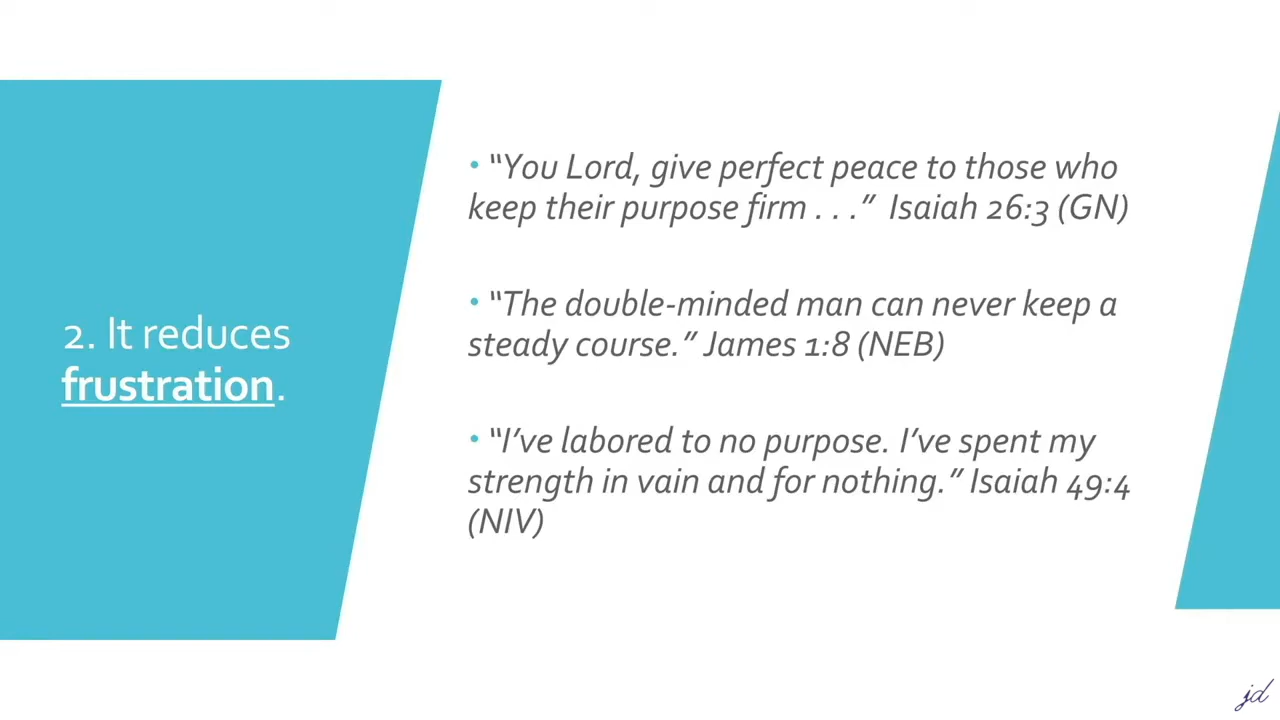 2. It reduces
frustration.
• “You Lord, give perfect peace to those who
keep their purpose firm . . .” Isaiah 26:3 (GN)
• “The double-minded man can never keep a
steady course.” James 1:8 (NEB)
• “I’ve labored to no purpose. I’ve spent my
strength in vain and for nothing.” Isaiah 49:4
(NIV)
jd